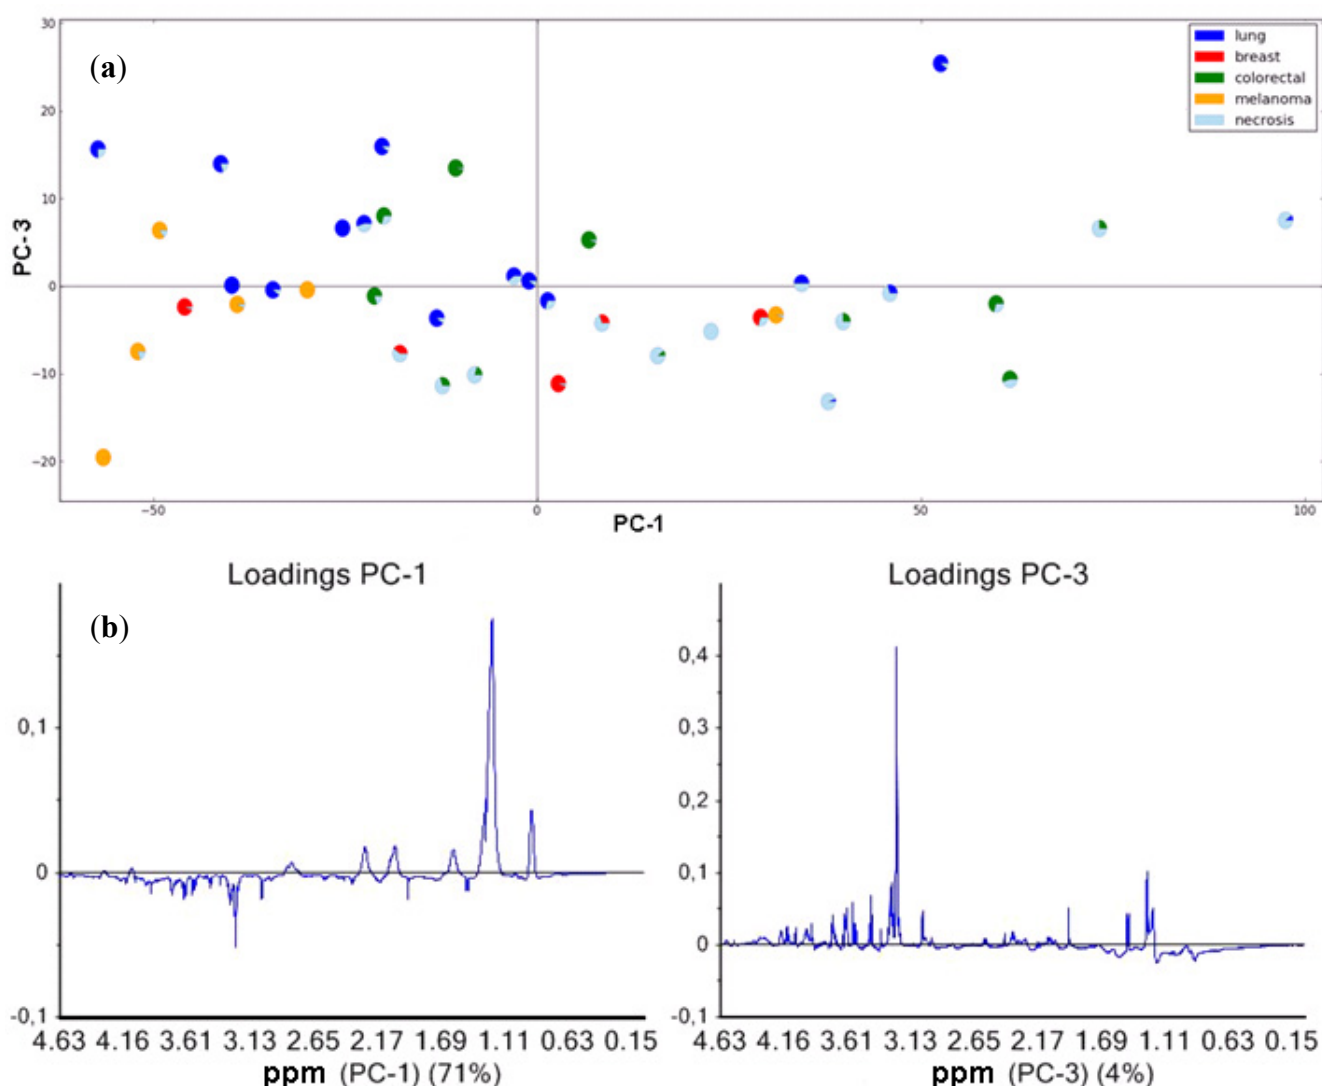 (a)
30
20
10
0
−10
−20
PC-3
−50
0
50
100
PC-1
lung
breast
colorectal
melanoma
necrosis
Loadings PC-1
(b)
0,1
0
-0,1
4.63 4.16 3.61 3.13 2.65 2.17 1.69 1.11 0.63 0.15
ppm (PC-1) (71%)
Loadings PC-3
0,4
0,3
0,2
0,1
0
-0,1
4.63 4.16 3.61 3.13 2.65 2.17 1.69 1.11 0.63 0.15
ppm (PC-3) (4%)